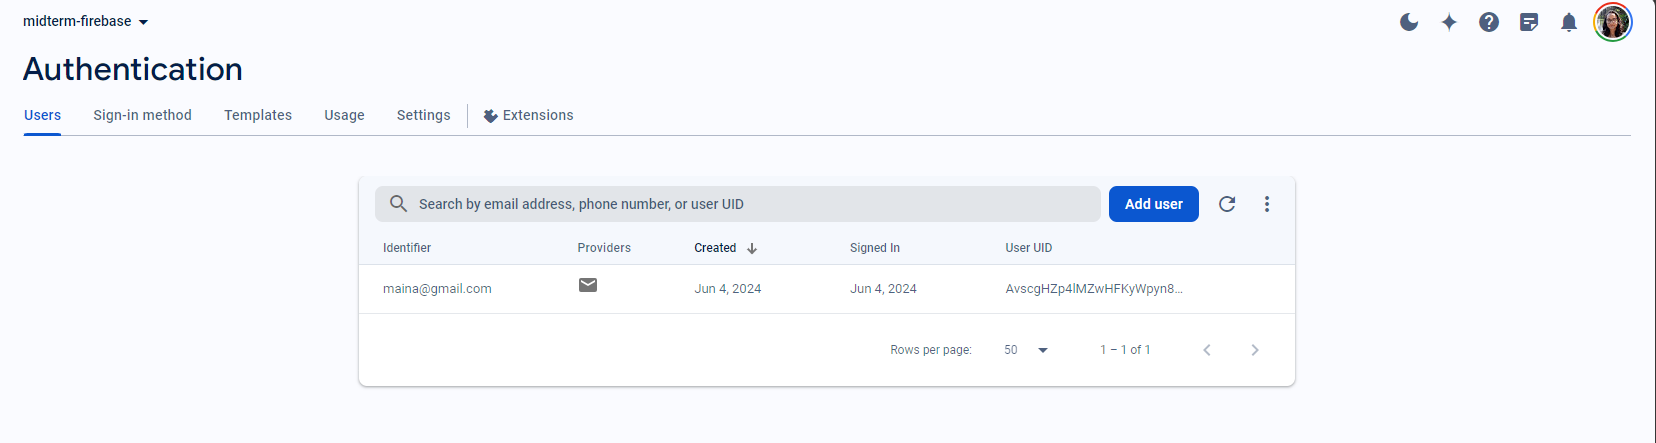 midterm-firebase
Authentication
Users Sign-in method Templates Usage Settings Extensions
Search by email address, phone number, or user UID Add user
Identifier Providers Created Signed In User UID
maina@gmail.com Jun 4, 2024 Jun 4, 2024 AvscgHZp4lMZwHFKyWpyn8...
Rows per page: 50 1 – 1 of 1